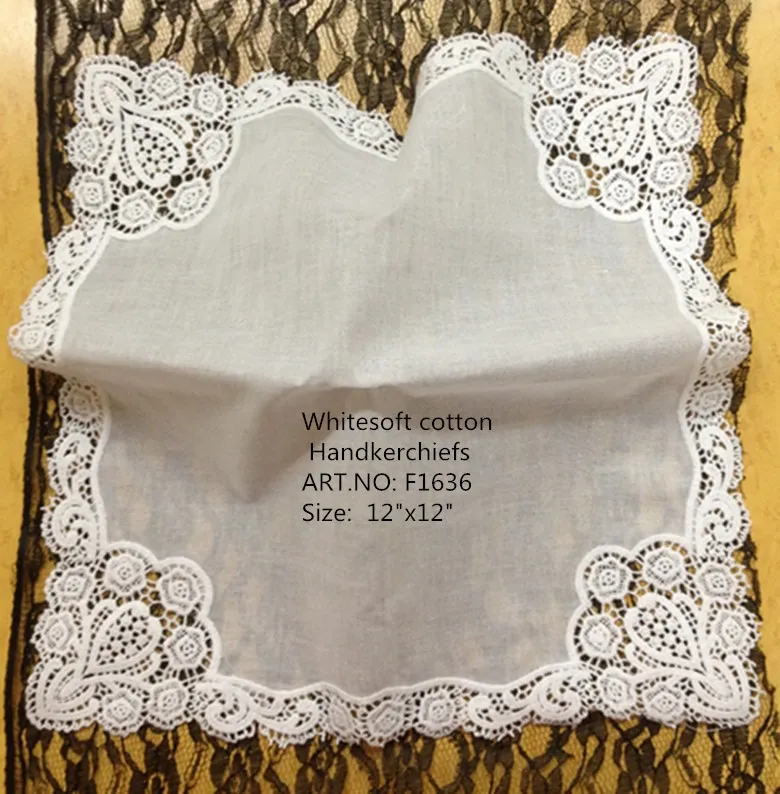 Whitesoft cotton
Handkerchiefs
ART.NO: F1636
Size: 12"x12"